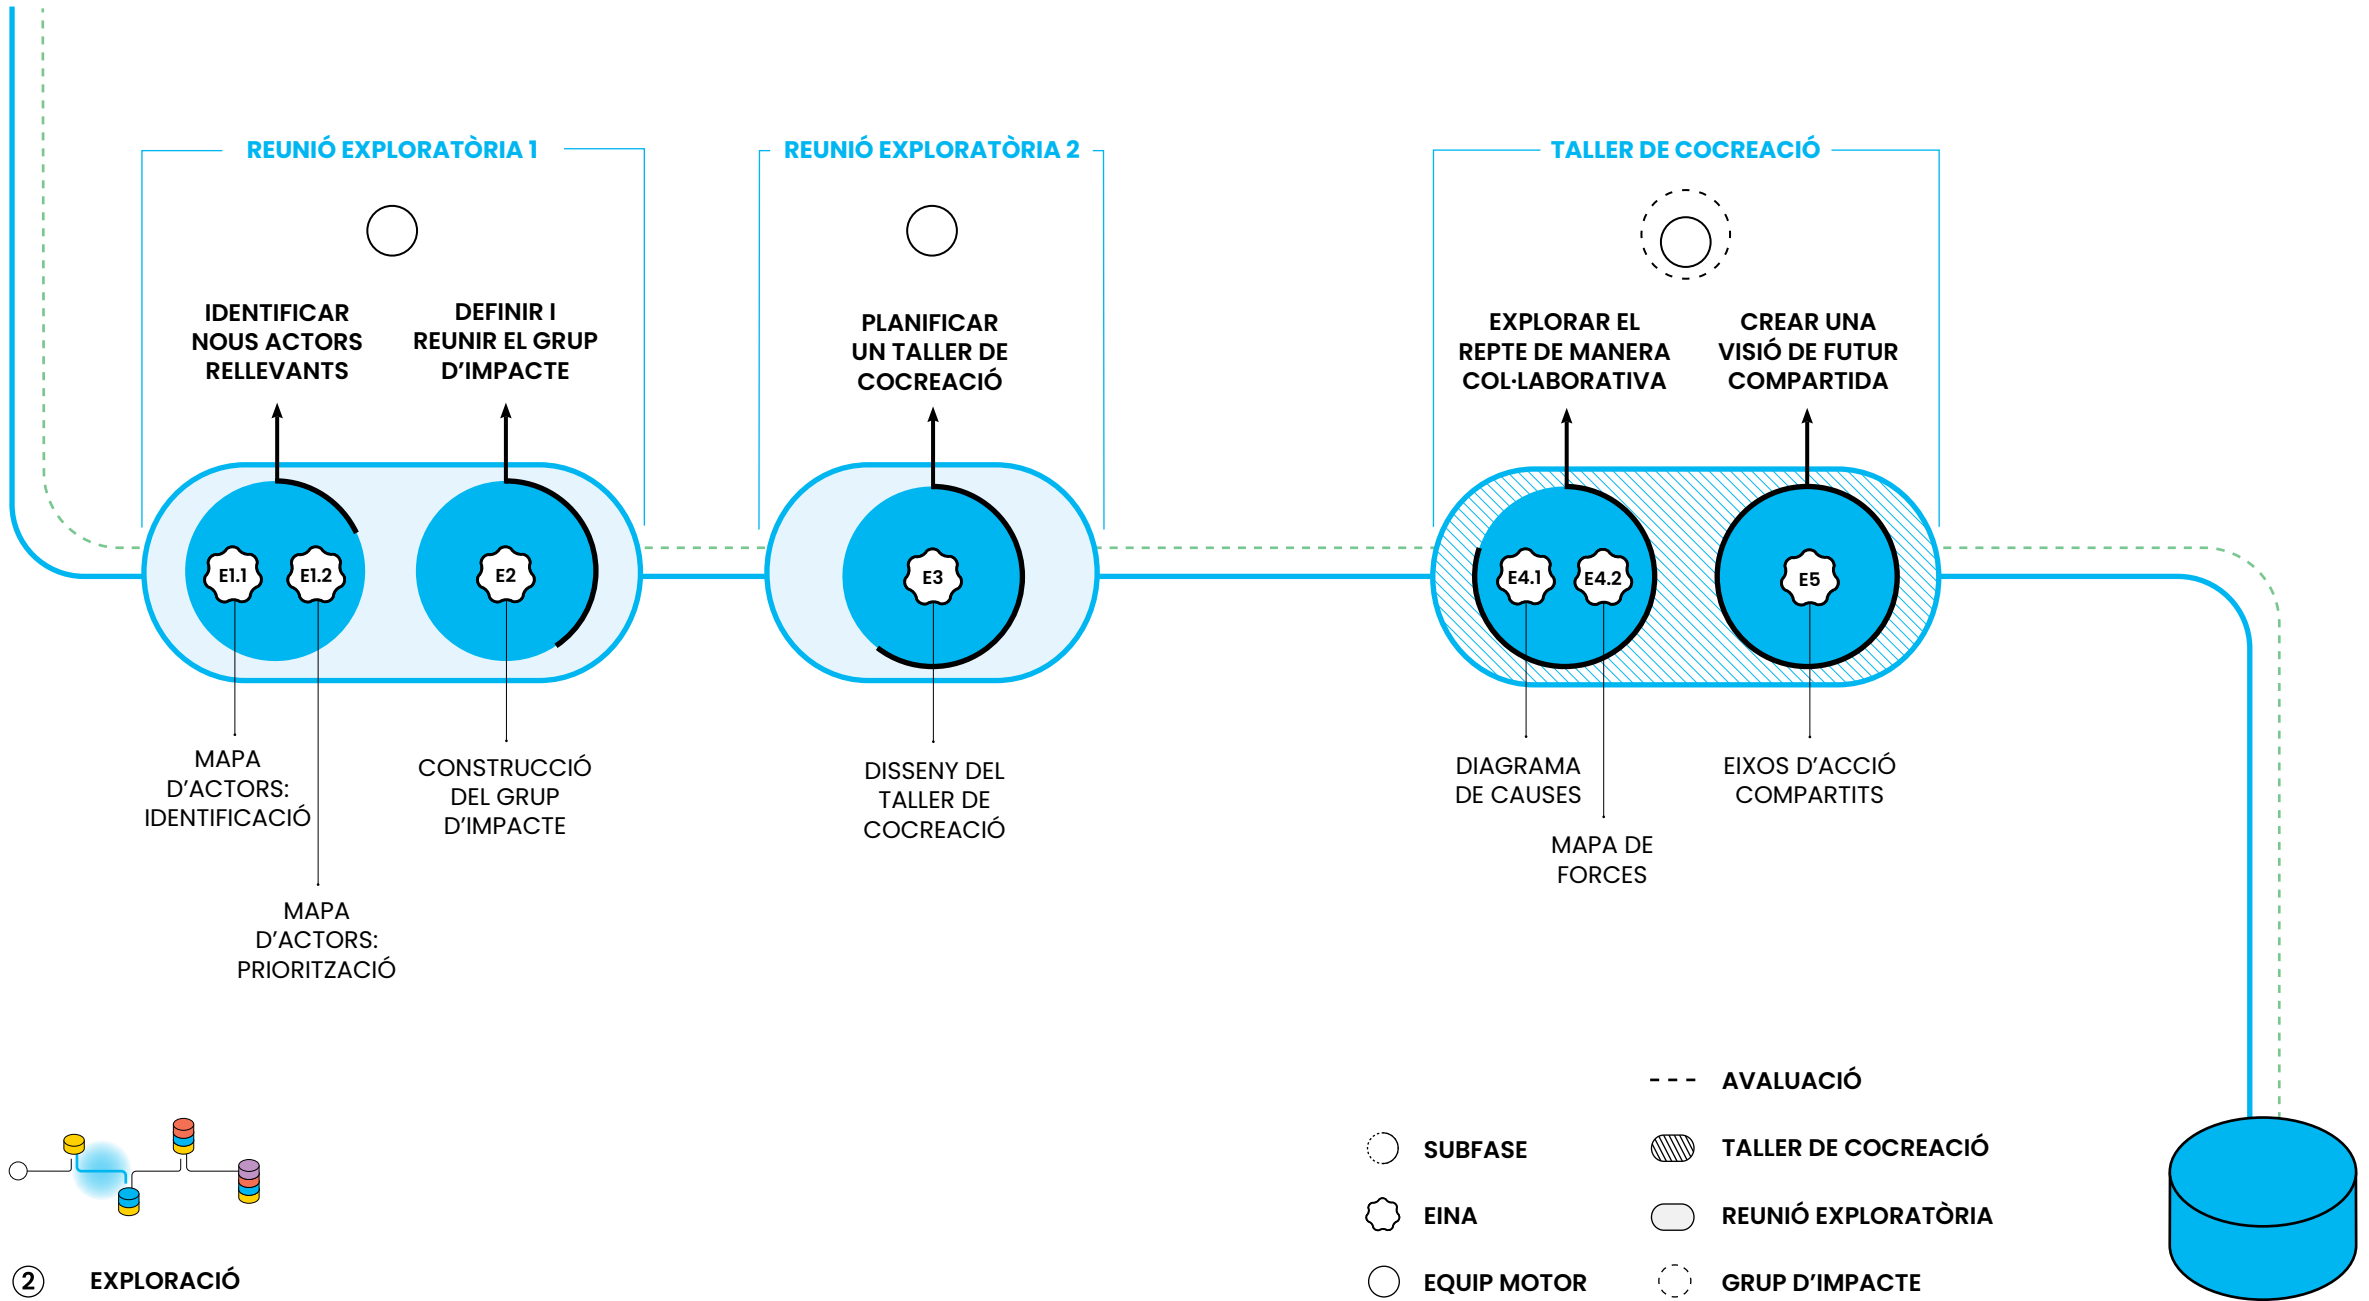 REUNIÓ EXPLORATÒRIA 1
IDENTIFICAR
NOUS ACTORS
RELLEVANTS
DEFINIR I
REUNIR EL GRUP
D’IMPACTE
E1.1
E1.2
E2
MAPA
D’ACTORS:
IDENTIFICACIÓ
MAPA
D’ACTORS:
PRIORITZACIÓ
CONSTRUCCIÓ
DEL GRUP
D’IMPACTE
REUNIÓ EXPLORATÒRIA 2
PLANIFICAR
UN TALLER DE
COCREACIÓ
E3
DISSENY DEL
TALLER DE
COCREACIÓ
TALLER DE COCREACIÓ
EXPLORAR EL
REPTE DE MANERA
COL·LABORATIVA
CREAR UNA
VISIÓ DE FUTUR
COMPARTIDA
E4.1
E4.2
E5
DIAGRAMA
DE CAUSES
MAPA DE
FORCES
EIXOS D’ACCIÓ
COMPARTITS
2 EXPLORACIÓ
SUBFASE
EINA
EQUIP MOTOR
AVALUACIÓ
TALLER DE COCREACIÓ
REUNIÓ EXPLORATÒRIA
GRUP D’IMPACTE